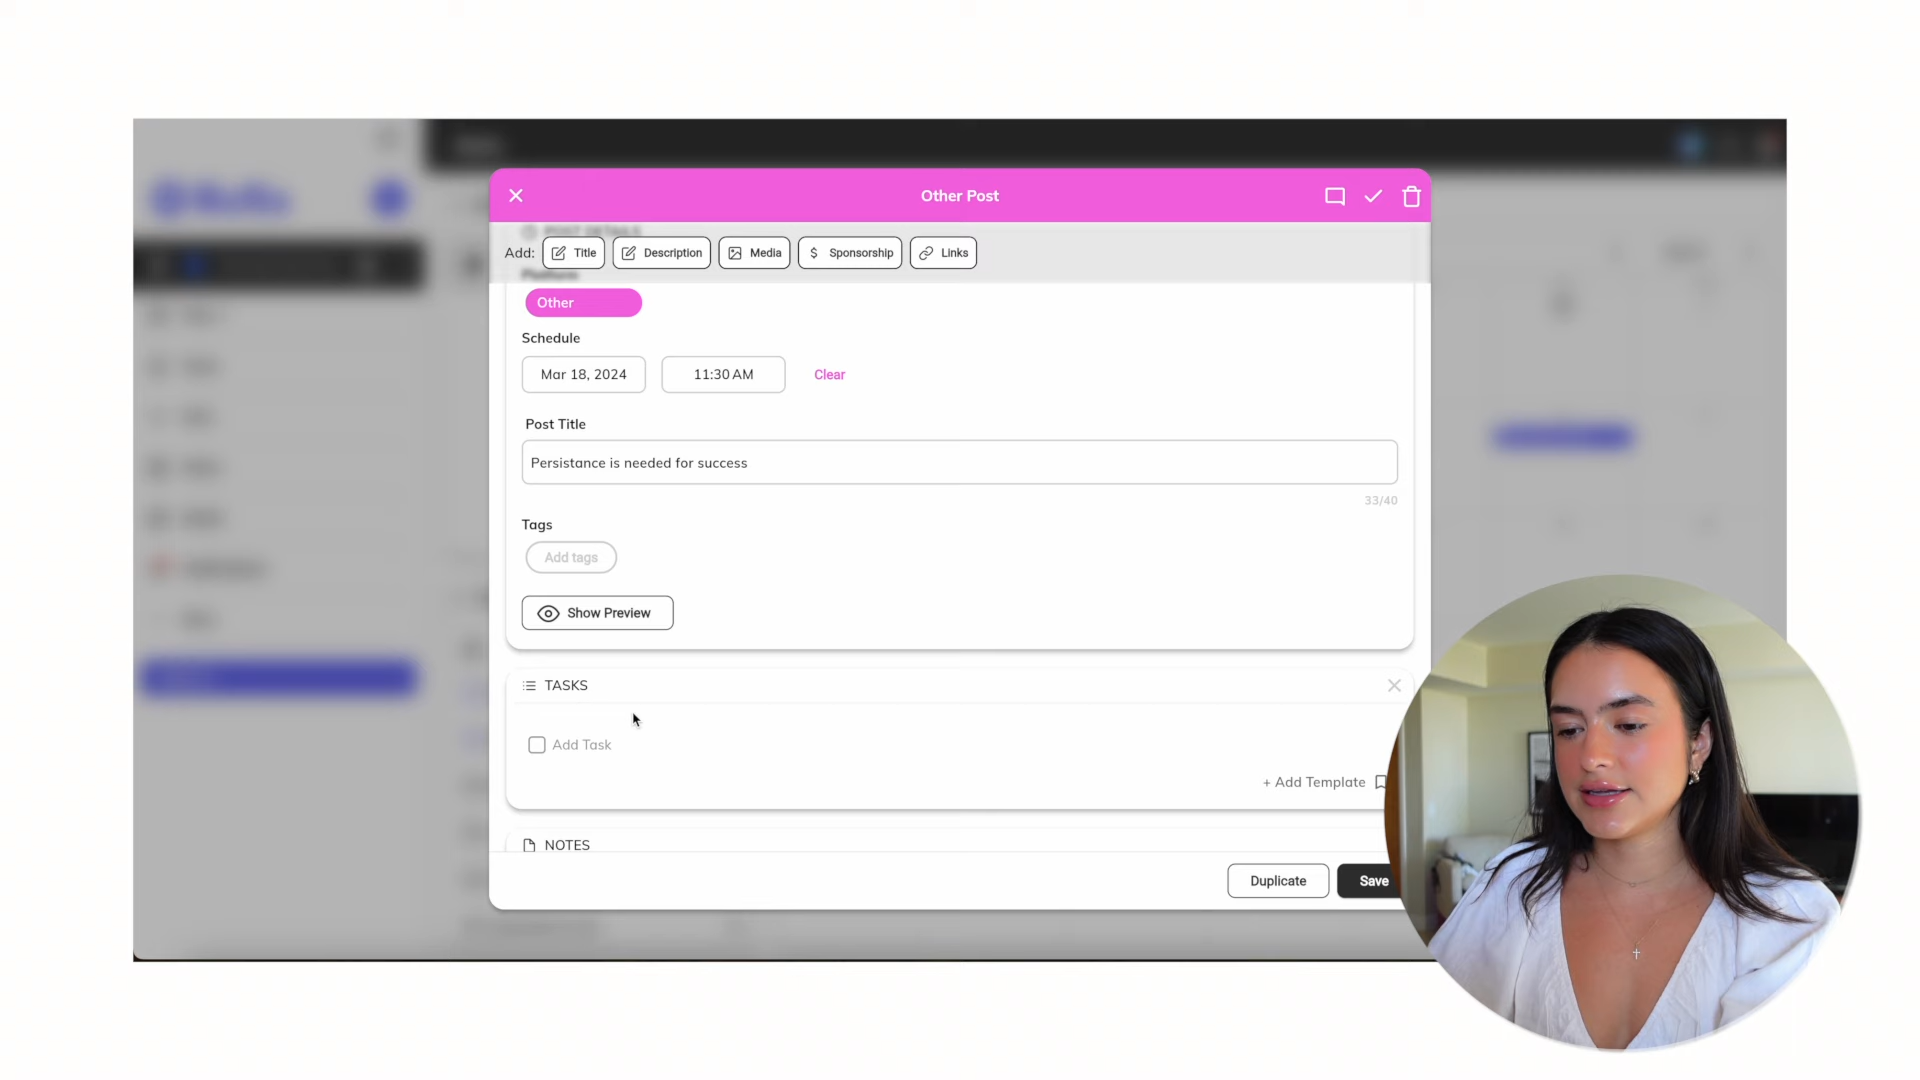 Other Post
Add: Title Description Media $ Sponsorship Links
Other
Schedule
Mar 18, 2024 11:30 AM Clear
Post Title
Persistance is needed for success
33/40
Tags
Add tags
Show Preview
TASKS
Add Task
+ Add Template
NOTES
Duplicate Save